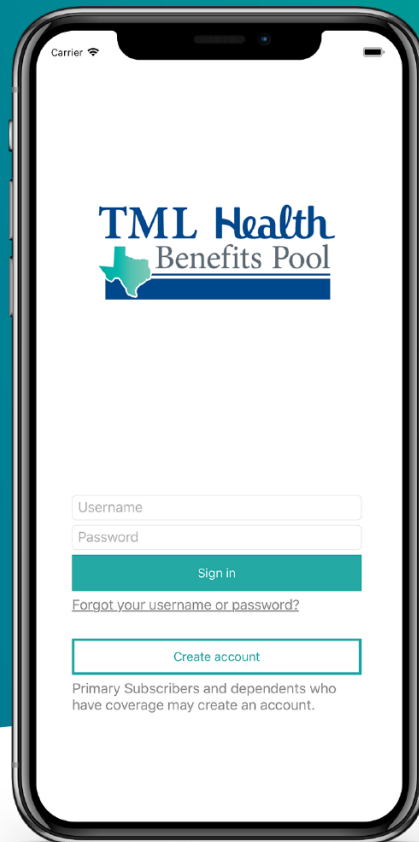 Carrier
TML Health
Benefits Pool
Username
Password
Sign in
Forgot your username or password?
Create account
Primary Subscribers and dependents who
have coverage may create an account.